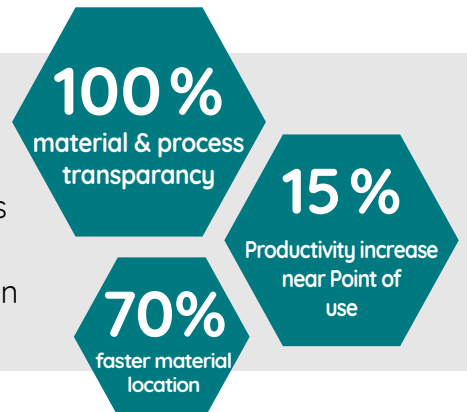 100 %
material & process
transparancy
s
n
15 %
Productivity increase
near Point of
use
70%
faster material
location